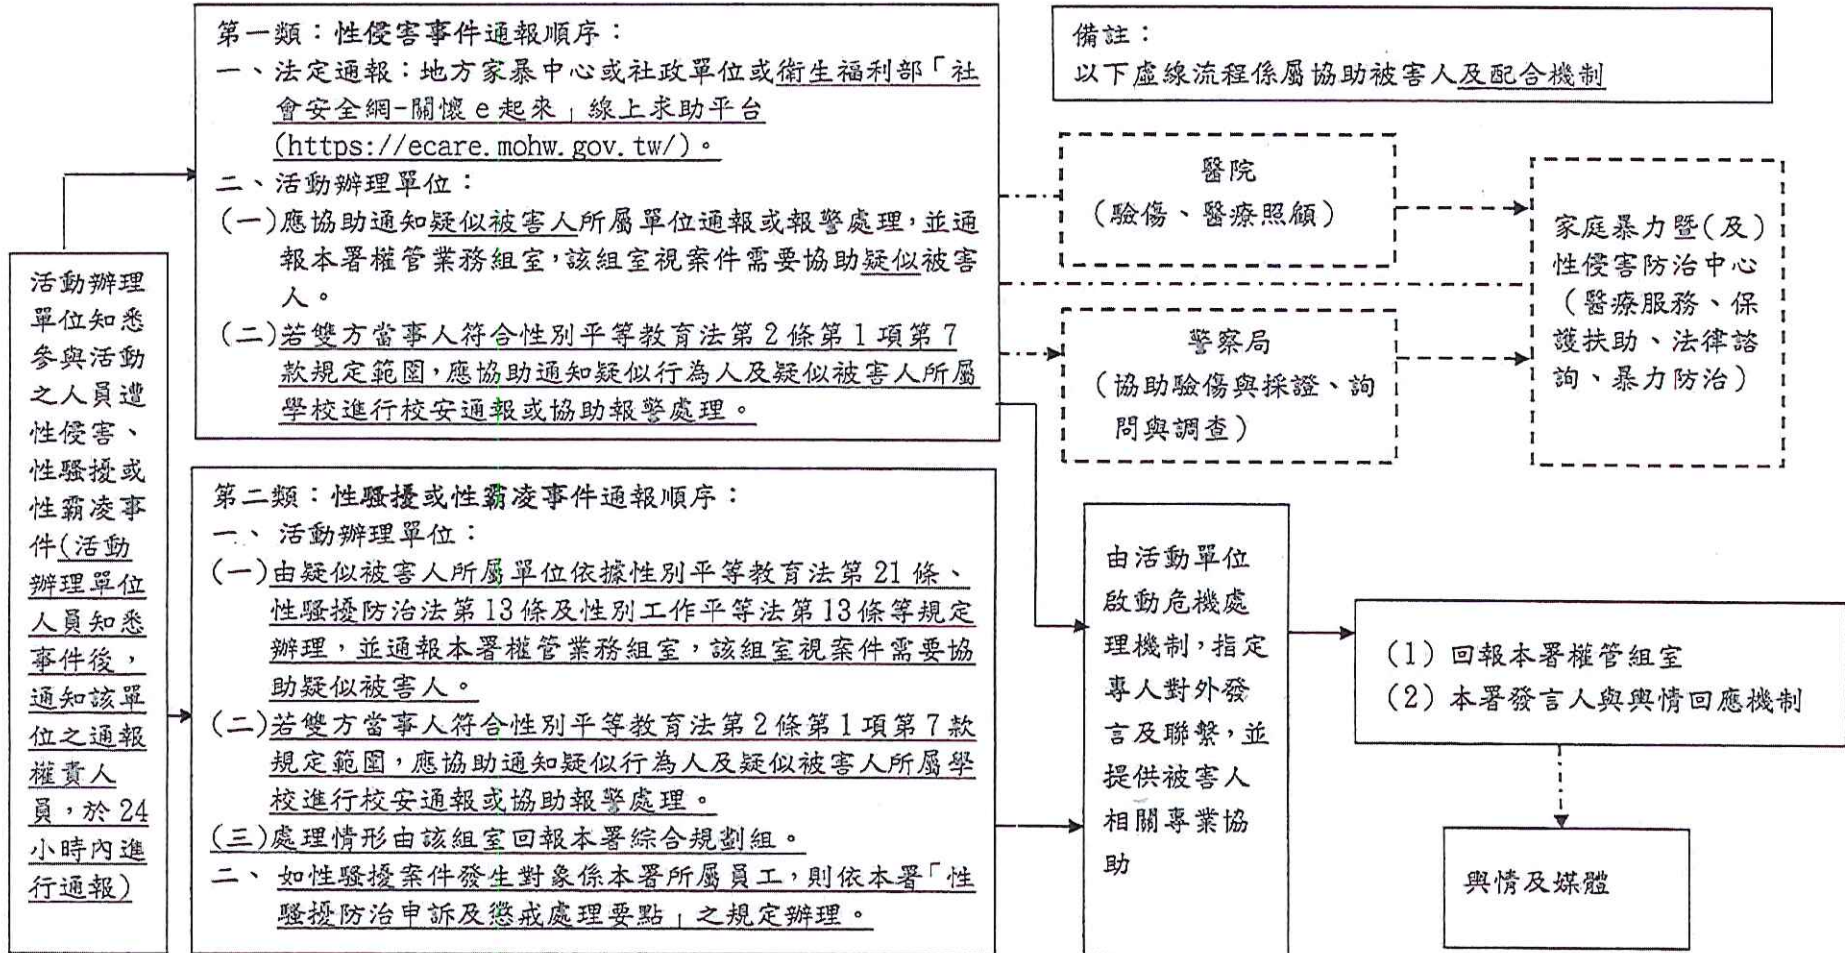 活動辦理
單位知悉
參與活動
之人員遭
性侵害、
性騷擾或
性霸凌事
件(活動
辦理單位
人員知悉
事件後，
通知該單
位之通報
權責人
員，於 24
小時內進
行通報)
第一類：性侵害事件通報順序：
一、法定通報：地方家暴中心或社政單位或衛生福利部「社
會安全網-關懷 e 起來」線上求助平台
(https://ecare.mohw.gov.tw/)。
二、活動辦理單位：
(一)應協助通知疑似被害人所屬單位通報或報警處理，並通
報本署權管業務組室，該組室視案件需要協助疑似被害
人。
(二)若雙方當事人符合性別平等教育法第 2 條第 1 項第 7
款規定範圍，應協助通知疑似行為人及疑似被害人所屬
學校進行校安通報或協助報警處理。
第二類：性騷擾或性霸凌事件通報順序：
一、 活動辦理單位：
(一)由疑似被害人所屬單位依據性別平等教育法第 21 條、
性騷擾防治法第 13 條及性別工作平等法第 13 條等規定
辦理，並通報本署權管業務組室，該組室視案件需要協
助疑似被害人。
(二)若雙方當事人符合性別平等教育法第 2 條第 1 項第 7 款
規定範圍，應協助通知疑似行為人及疑似被害人所屬學
校進行校安通報或協助報警處理。
(三)處理情形由該組室回報本署綜合規劃組。
二、 如性騷擾案件發生對象係本署所屬員工，則依本署「性
騷擾防治申訴及懲戒處理要點」之規定辦理。
備註：
以下虛線流程係屬協助被害人及配合機制
醫院
(驗傷、醫療照顧)
警察局
(協助驗傷與採證、詢
問與調查)
家庭暴力暨(及)
性侵害防治中心
(醫療服務、保
護扶助、法律諮
詢、暴力防治)
由活動單位
啟動危機處
理機制，指定
專人對外發
言及聯繫，並
提供被害人
相關專業協
助
(1) 回報本署權管組室
(2) 本署發言人與輿情回應機制
輿情及媒體